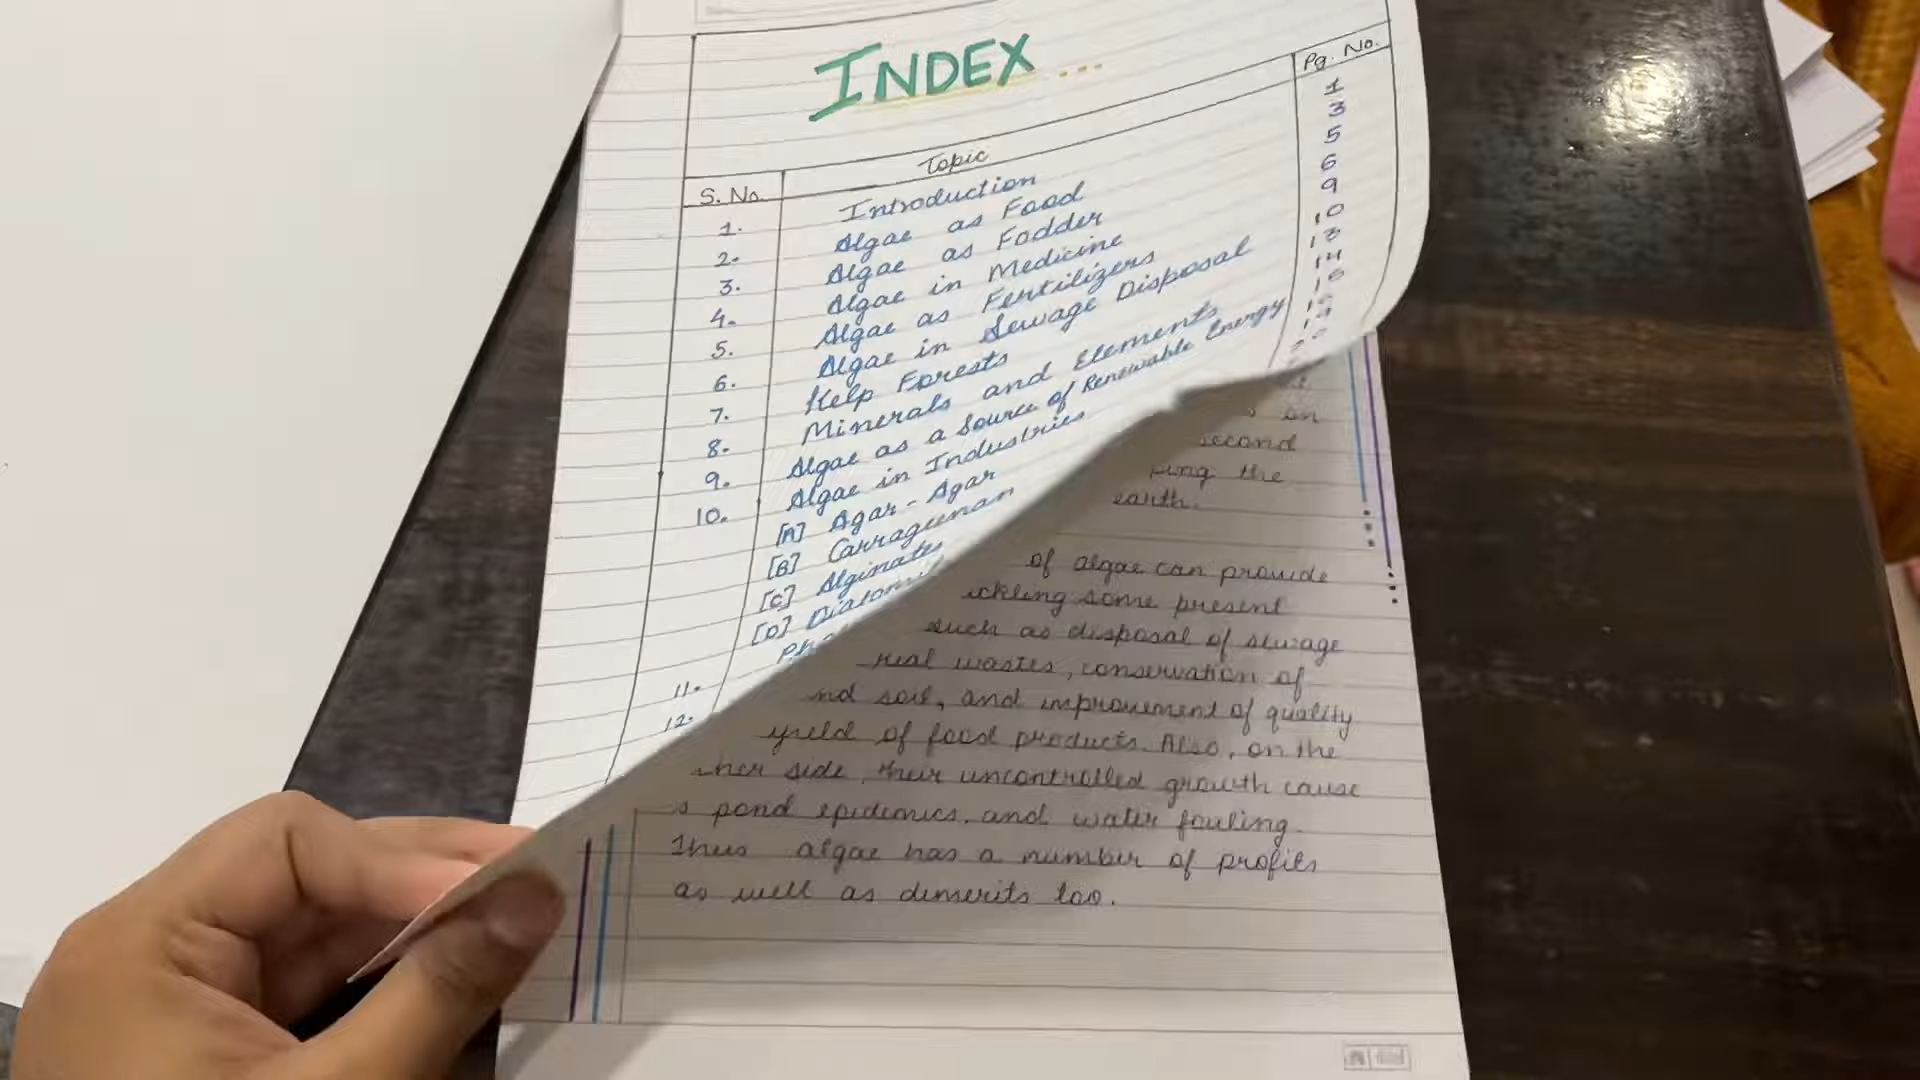 INDEX ...
S. No. Topic Pg. No.
1. Introduction 1
2. Algae as Food 3
3. Algae as Fodder 5
4. Algae in Medicine 6
5. Algae as Fertilizers 9
6. Algae in Sewage Disposal 10
7. Kelp Forests 13
8. Minerals and Elements 14
9. Algae as a Source of Renewable Energy
10. Algae in Industries
[A] Agar-Agar
[B] Carrageenan
[C] Alginates
[D]
11.
12.
on
second
the
earth.
of algae can provide
some present
such as disposal of sewage
wastes, conservation of
soil, and improvement of quality
yield of food products. Also, on the
side, their uncontrolled growth cause
s pond epidemics, and water fouling.
Thus algae has a number of profits
as well as demerits too.